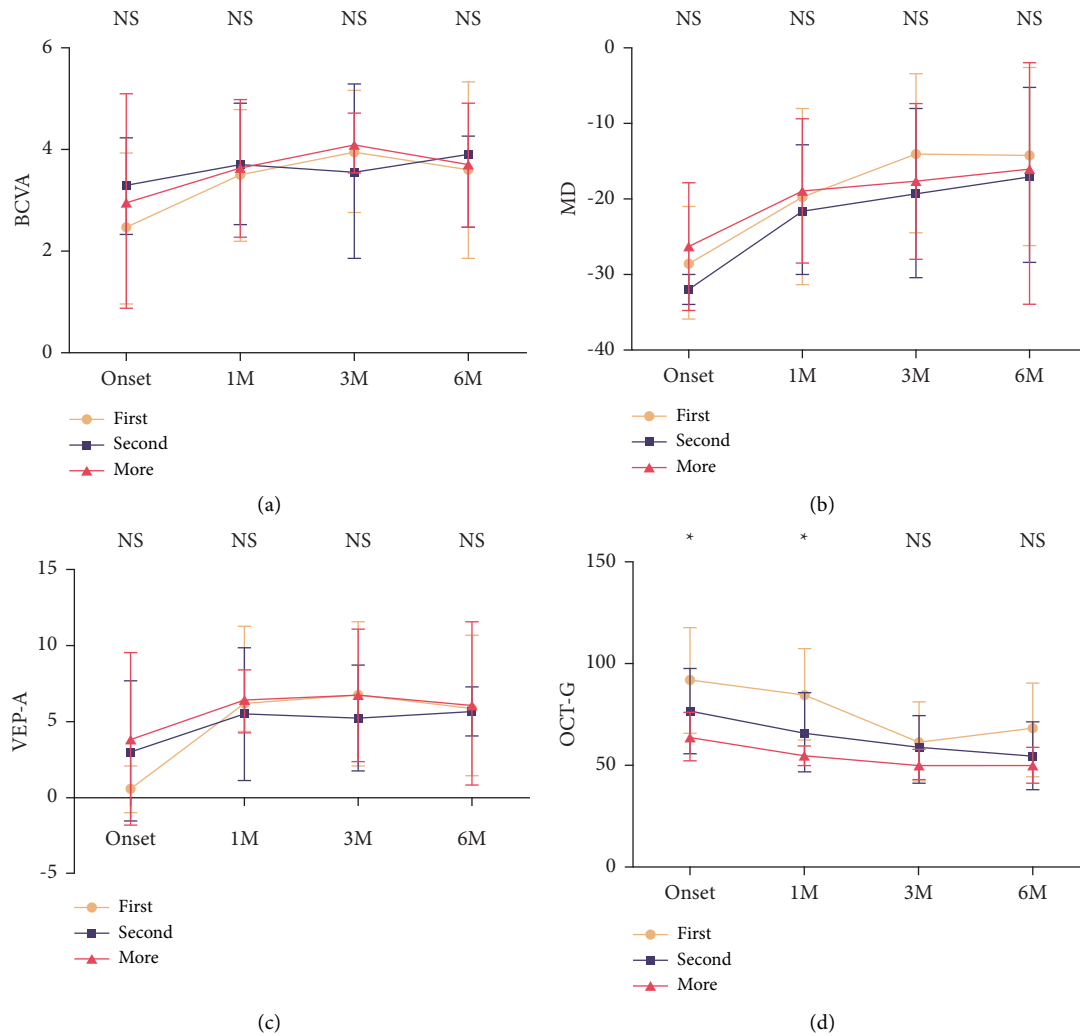 NS NS NS NS
6
4
2
0
BCVA
Onset 1M 3M 6M
First
Second
More
(a)
NS NS NS NS
0
-10
-20
-30
-40
MD
Onset 1M 3M 6M
First
Second
More
(b)
NS NS NS NS
15
10
5
0
-5
VEP-A
Onset 1M 3M 6M
First
Second
More
(c)
* * NS NS
150
100
50
0
OCT-G
Onset 1M 3M 6M
First
Second
More
(d)